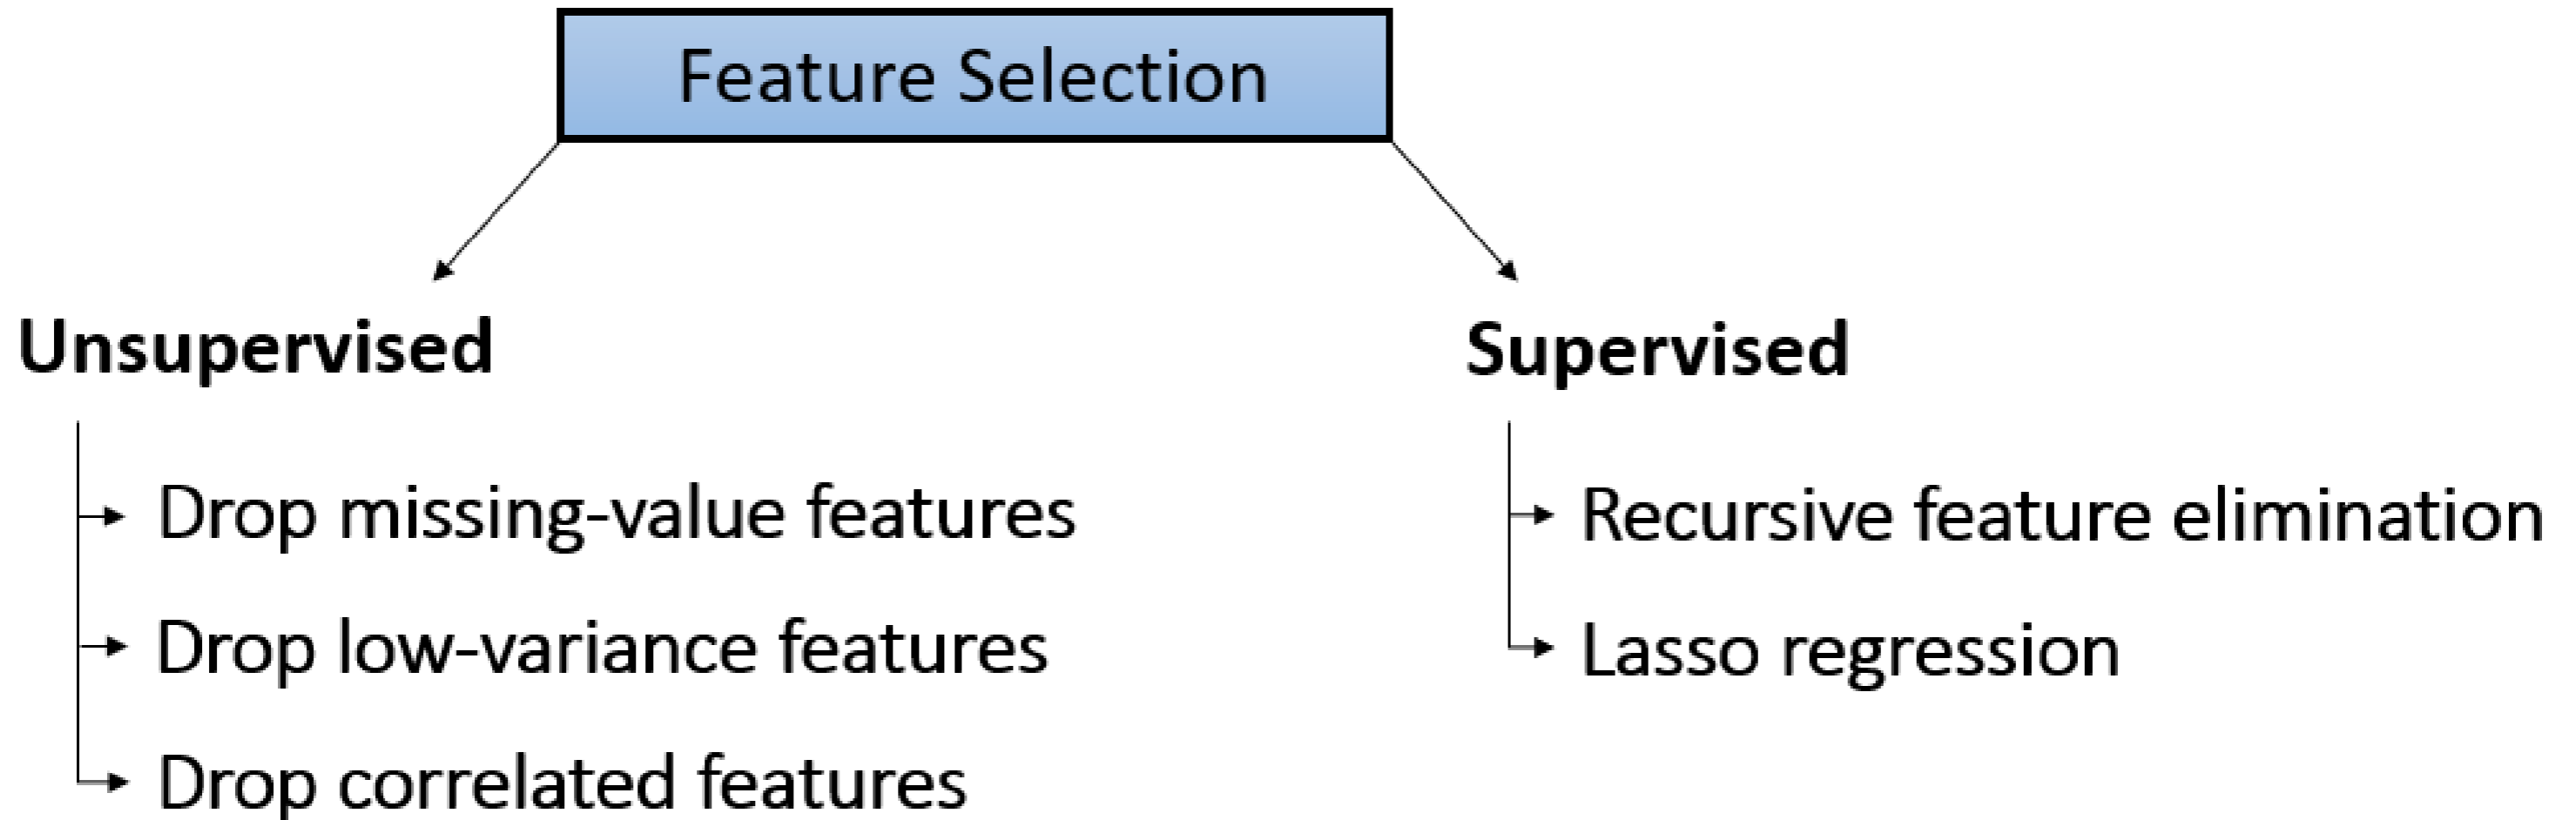 Feature Selection
Unsupervised
Drop missing-value features
Drop low-variance features
Drop correlated features
Supervised
Recursive feature elimination
Lasso regression